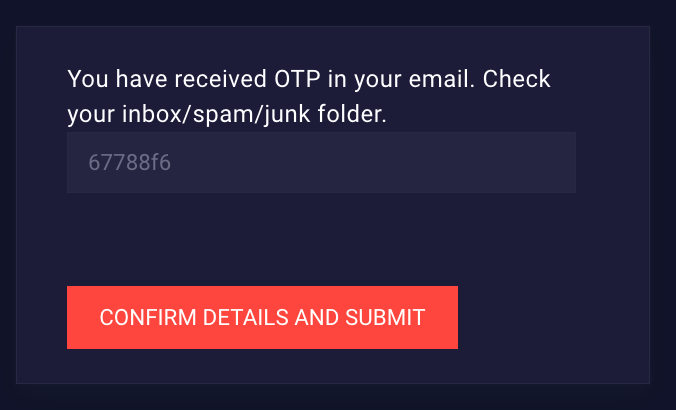 You have received OTP in your email. Check
your inbox/spam/junk folder.
67788f6
CONFIRM DETAILS AND SUBMIT